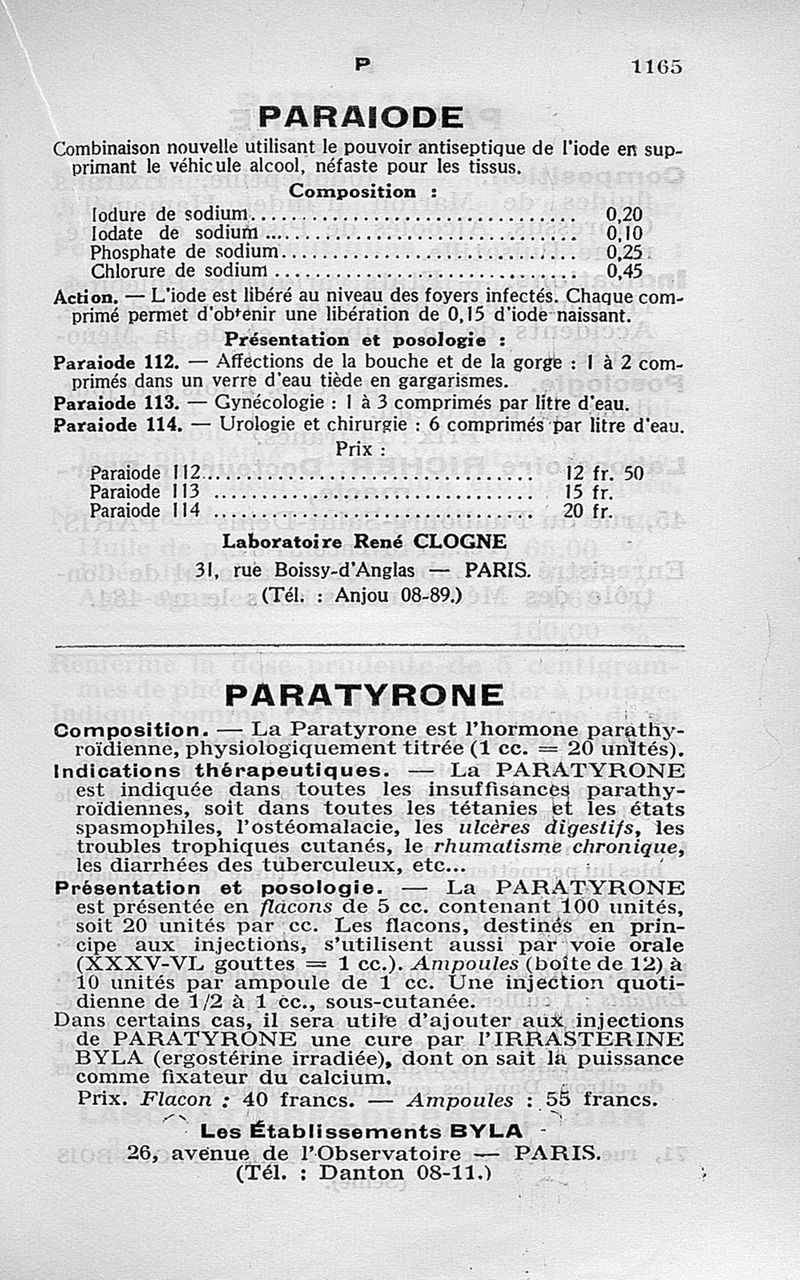 P
1165
PARAIODE
Combinaison nouvelle utilisant le pouvoir antiseptique de l'iode en sup-
primant le véhicule alcool, néfaste pour les tissus.
Composition :
Iodure de sodium................................ 0,20
Iodate de sodium ............................... 0,10
Phosphate de sodium............................. 0,25
Chlorure de sodium .............................. 0,45
Action. — L'iode est libéré au niveau des foyers infectés. Chaque com-
primé permet d'obtenir une libération de 0,15 d'iode naissant.
Présentation et posologie :
Paraiode 112. — Affections de la bouche et de la gorge : 1 à 2 com-
primés dans un verre d'eau tiède en gargarismes.
Paraiode 113. — Gynécologie : 1 à 3 comprimés par litre d'eau.
Paraiode 114. — Urologie et chirurgie : 6 comprimés par litre d'eau.
Prix :
Paraiode 112................................ 12 fr. 50
Paraiode 113 ................................ 15 fr.
Paraiode 114 ................................ 20 fr.
Laboratoire René CLOGNE
31, rue Boissy-d'Anglas — PARIS.
(Tél. : Anjou 08-89.)
PARATYRONE
Composition. — La Paratyrone est l'hormone parathy-
roïdienne, physiologiquement titrée (1 cc. = 20 unités).
Indications thérapeutiques. — La PARATYRONE
est indiquée dans toutes les insuffisances parathy-
roïdiennes, soit dans toutes les tétanies et les états
spasmophiles, l'ostéomalacie, les ulcères digestifs, les
troubles trophiques cutanés, le rhumatisme chronique,
les diarrhées des tuberculeux, etc...
Présentation et posologie. — La PARATYRONE
est présentée en flacons de 5 cc. contenant 100 unités,
soit 20 unités par cc. Les flacons, destinés en prin-
cipe aux injections, s'utilisent aussi par voie orale
(XXXV-VL gouttes = 1 cc.). Ampoules (boîte de 12) à
10 unités par ampoule de 1 cc. Une injection quoti-
dienne de 1/2 à 1 cc., sous-cutanée.
Dans certains cas, il sera utile d'ajouter aux injections
de PARATYRONE une cure par l'IRRASTERINE
BYLA (ergostérine irradiée), dont on sait la puissance
comme fixateur du calcium.
Prix. Flacon : 40 francs. — Ampoules : 55 francs.
Les Établissements BYLA
26, avenue de l'Observatoire — PARIS.
(Tél. : Danton 08-11.)